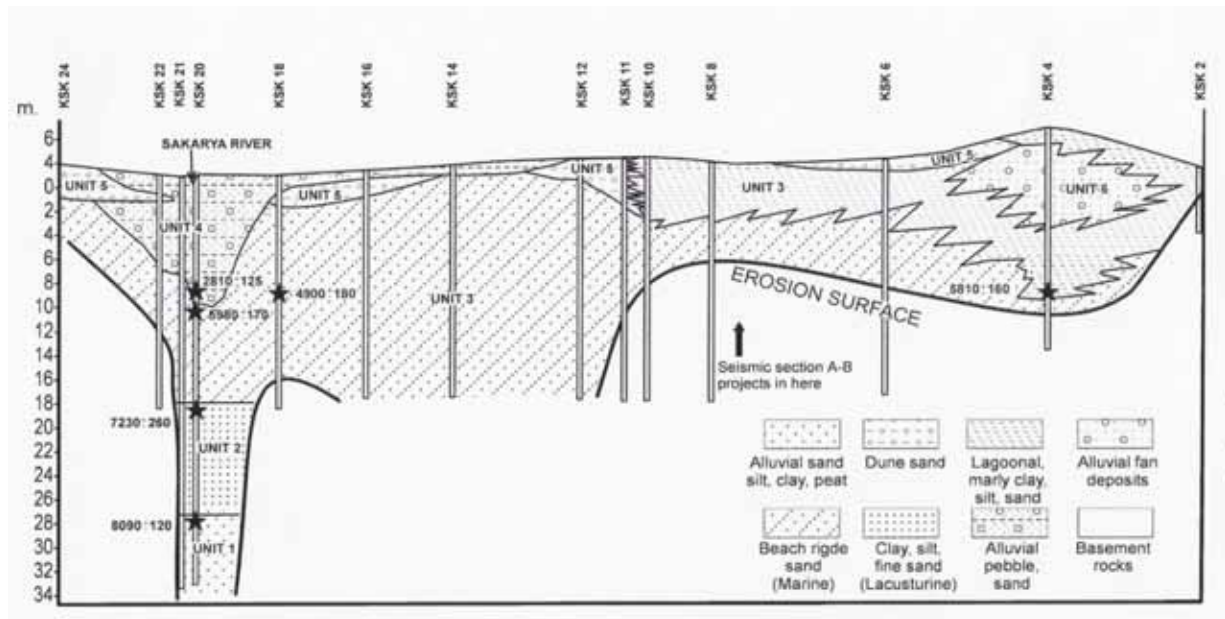 KSK 24
KSK 22
KSK 21
KSK 20
KSK 18
KSK 16
KSK 14
KSK 12
KSK 11
KSK 10
KSK 8
KSK 6
KSK 4
KSK 2
m.
6
4
0
2
4
6
8
10
12
14
16
18
20
22
24
26
28
30
32
34
SAKARYA RIVER
UNIT 5
UNIT 4
UNIT 5
UNIT 3
UNIT 5
UNIT 3
UNIT 5
UNIT 6
2810 : 125
5980 : 170
4900 : 180
5810 : 160
7230 : 260
UNIT 2
8090 : 120
UNIT 1
EROSION SURFACE
Seismic section A-B
projects in here
Alluvial sand
silt, clay, peat
Dune sand
Lagoonal,
marly clay,
silt, sand
Alluvial fan
deposits
Beach rigde
sand
(Marine)
Clay, silt,
fine sand
(Lacusturine)
Alluvial
pebble,
sand
Basement
rocks